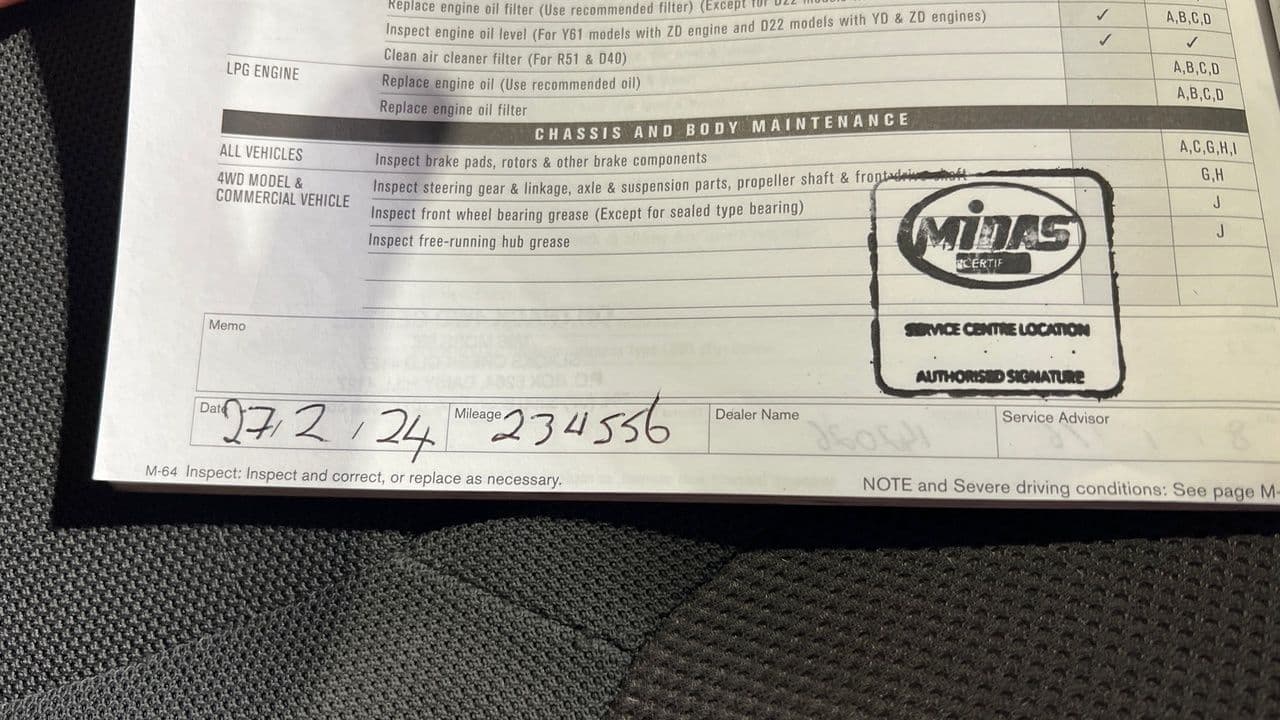 Replace engine oil filter (Use recommended filter) (Except for D22 models
Inspect engine oil level (For Y61 models with ZD engine and D22 models with YD & ZD engines) ✓ A,B,C,D
Clean air cleaner filter (For R51 & D40) ✓ ✓
LPG ENGINE Replace engine oil (Use recommended oil) A,B,C,D
Replace engine oil filter A,B,C,D
CHASSIS AND BODY MAINTENANCE
ALL VEHICLES Inspect brake pads, rotors & other brake components A,C,G,H,I
4WD MODEL & Inspect steering gear & linkage, axle & suspension parts, propeller shaft & front drive shaft G,H
COMMERCIAL VEHICLE Inspect front wheel bearing grease (Except for sealed type bearing) J
Inspect free-running hub grease J
MiDAS
SERVICE CENTRE LOCATION
AUTHORISED SIGNATURE
Memo
Date 27/2/24 Mileage 234556 Dealer Name Service Advisor
M-64 Inspect: Inspect and correct, or replace as necessary. NOTE and Severe driving conditions: See page M-